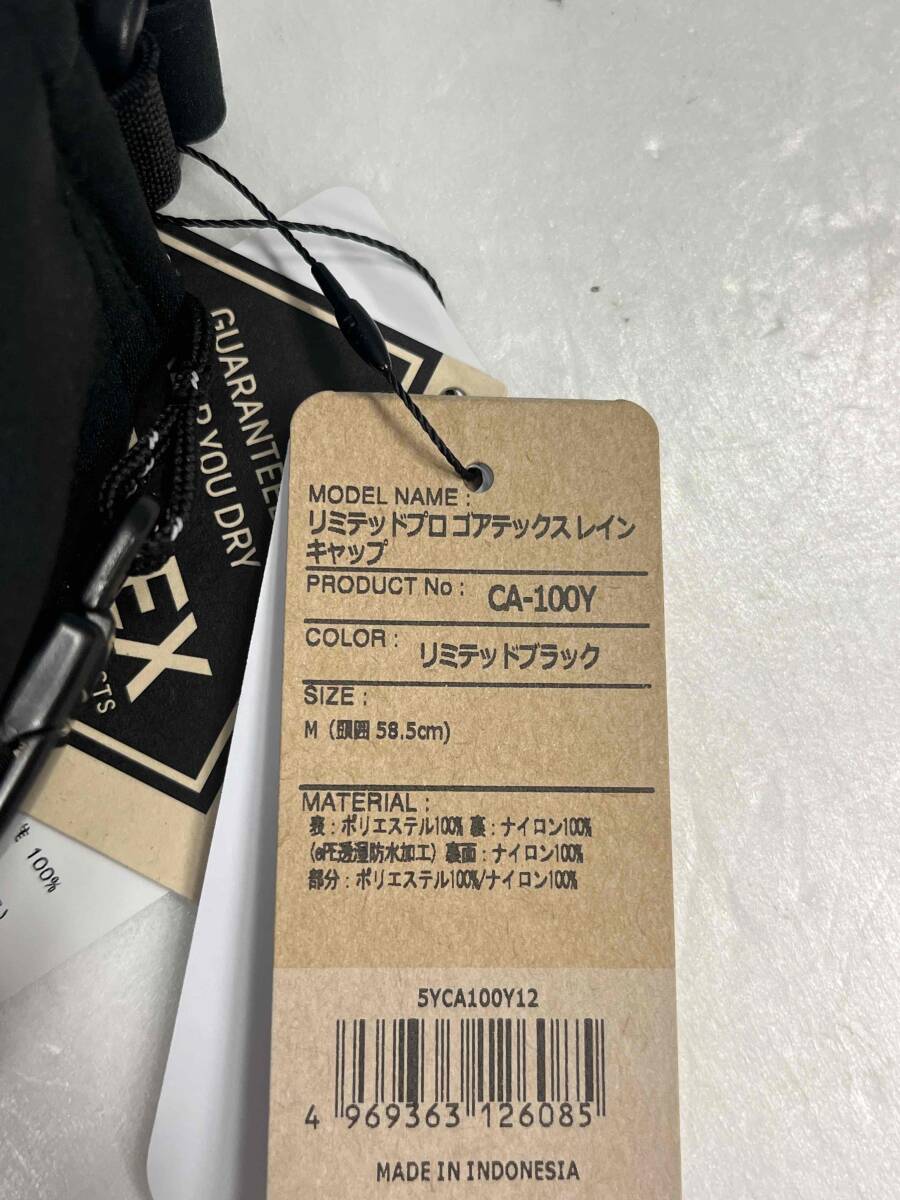 MODEL NAME :
リミテッドプロ ゴアテックス レイン
キャップ
PRODUCT No : CA-100Y
COLOR : リミテッドブラック
SIZE :
M（頭囲 58.5cm)
MATERIAL :
表 : ポリエステル100% 裏 : ナイロン100%
(ePE透湿防水加工) 裏面 : ナイロン100%
部分 : ポリエステル100%/ナイロン100%
5YCA100Y12
4 969363 126085
MADE IN INDONESIA
GUARANTEE
YOU DRY
EX
100%